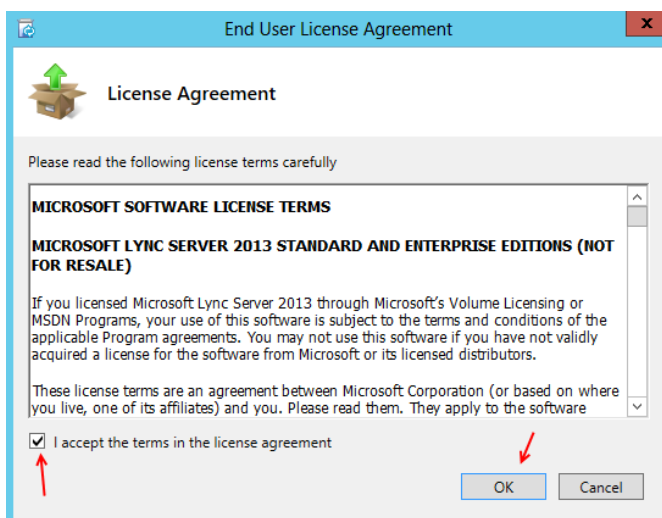 End User License Agreement
License Agreement
Please read the following license terms carefully
MICROSOFT SOFTWARE LICENSE TERMS
MICROSOFT LYNC SERVER 2013 STANDARD AND ENTERPRISE EDITIONS (NOT
FOR RESALE)
If you licensed Microsoft Lync Server 2013 through Microsoft's Volume Licensing or
MSDN Programs, your use of this software is subject to the terms and conditions of the
applicable Program agreements. You may not use this software if you have not validly
acquired a license for the software from Microsoft or its licensed distributors.
These license terms are an agreement between Microsoft Corporation (or based on where
you live, one of its affiliates) and you. Please read them. They apply to the software
I accept the terms in the license agreement
OK Cancel